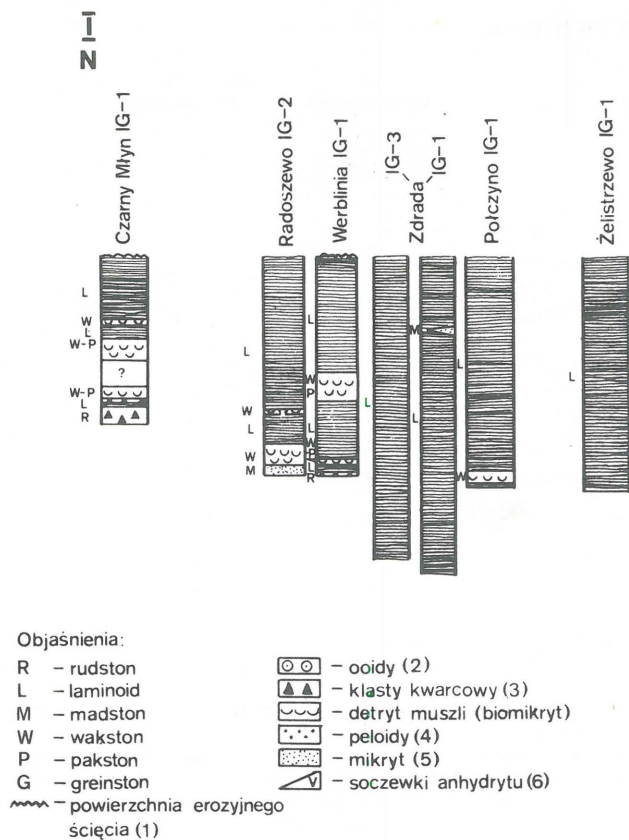 I
N
Czarny Młyn IG-1
Radoszewo IG-2
Werblinia IG-1
IG-3
IG-1
Zdrada
Połczyno IG-1
Żelistrzewo IG-1
L
W
L
W-P
?
W-P
L
R
L
W
L
W
M
L
W
P
L
W
P
L
R
L
M
L
L
W
L
Objaśnienia:
R – rudston
L – laminoid
M – madston
W – wakston
P – pakston
G – greinston
– powierzchnia erozyjnego
ścięcia (1)
– ooidy (2)
– klasty kwarcowy (3)
– detryt muszli (biomikryt)
– peloidy (4)
– mikryt (5)
V – soczewki anhydrytu (6)